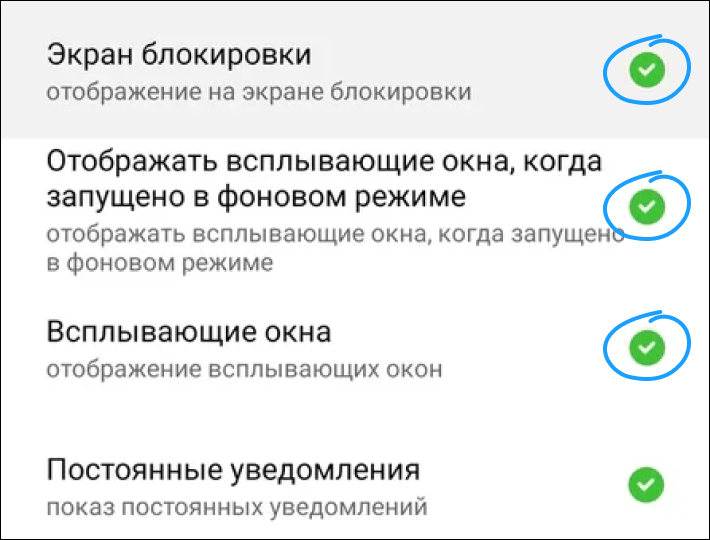 Экран блокировки
отображение на экране блокировки
Отображать всплывающие окна, когда
запущено в фоновом режиме
отображать всплывающие окна, когда запущено
в фоновом режиме
Всплывающие окна
отображение всплывающих окон
Постоянные уведомления
показ постоянных уведомлений